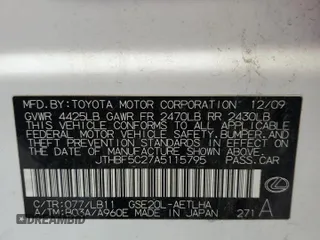 MFD.BY:TOYOTA MOTOR CORPORATION 12/09
GVWR 4425LB GAWR FR 2470LB RR 2430LB
THIS VEHICLE CONFORMS TO ALL APPLICABLE
FEDERAL MOTOR VEHICLE SAFETY, BUMPER, AND
THEFT PREVENTION STANDARDS IN EFFECT ON THE
DATE OF MANUFACTURE SHOWN ABOVE.
JTHBF5C27A5115795 PASS.CAR
C/TR:077/LB11 GSE20L-AETLHA
A/TM:B03A/A960E MADE IN JAPAN 271 A